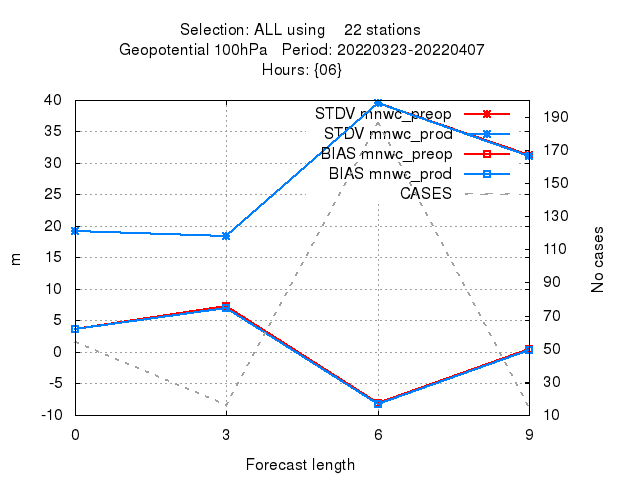 Selection: ALL using 22 stations
Geopotential 100hPa Period: 20220323-20220407
Hours: {06}
STDV mnwc_preop
STDV mnwc_prod
BIAS mnwc_preop
BIAS mnwc_prod
CASES
40
35
30
25
20
15
10
5
0
-5
-10
m
190
170
150
130
110
90
70
50
30
10
No cases
0 3 6 9
Forecast length